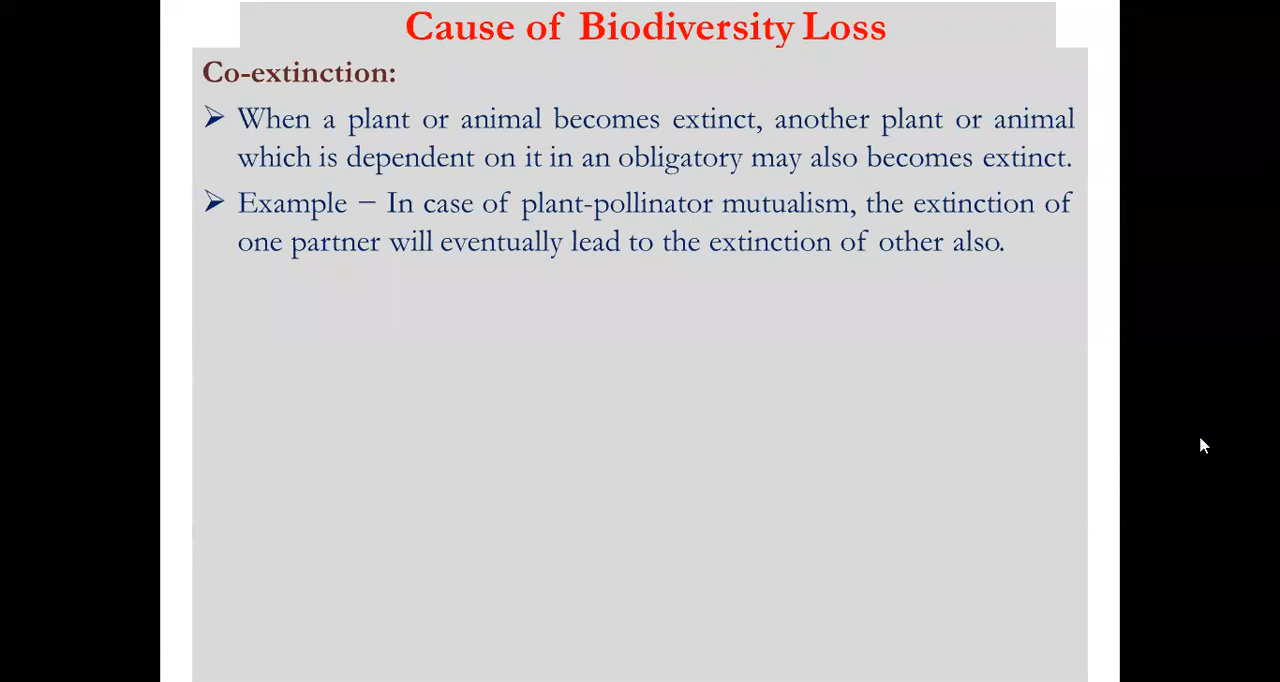 Cause of Biodiversity Loss
Co-extinction:
➢ When a plant or animal becomes extinct, another plant or animal
which is dependent on it in an obligatory may also becomes extinct.
➢ Example − In case of plant-pollinator mutualism, the extinction of
one partner will eventually lead to the extinction of other also.